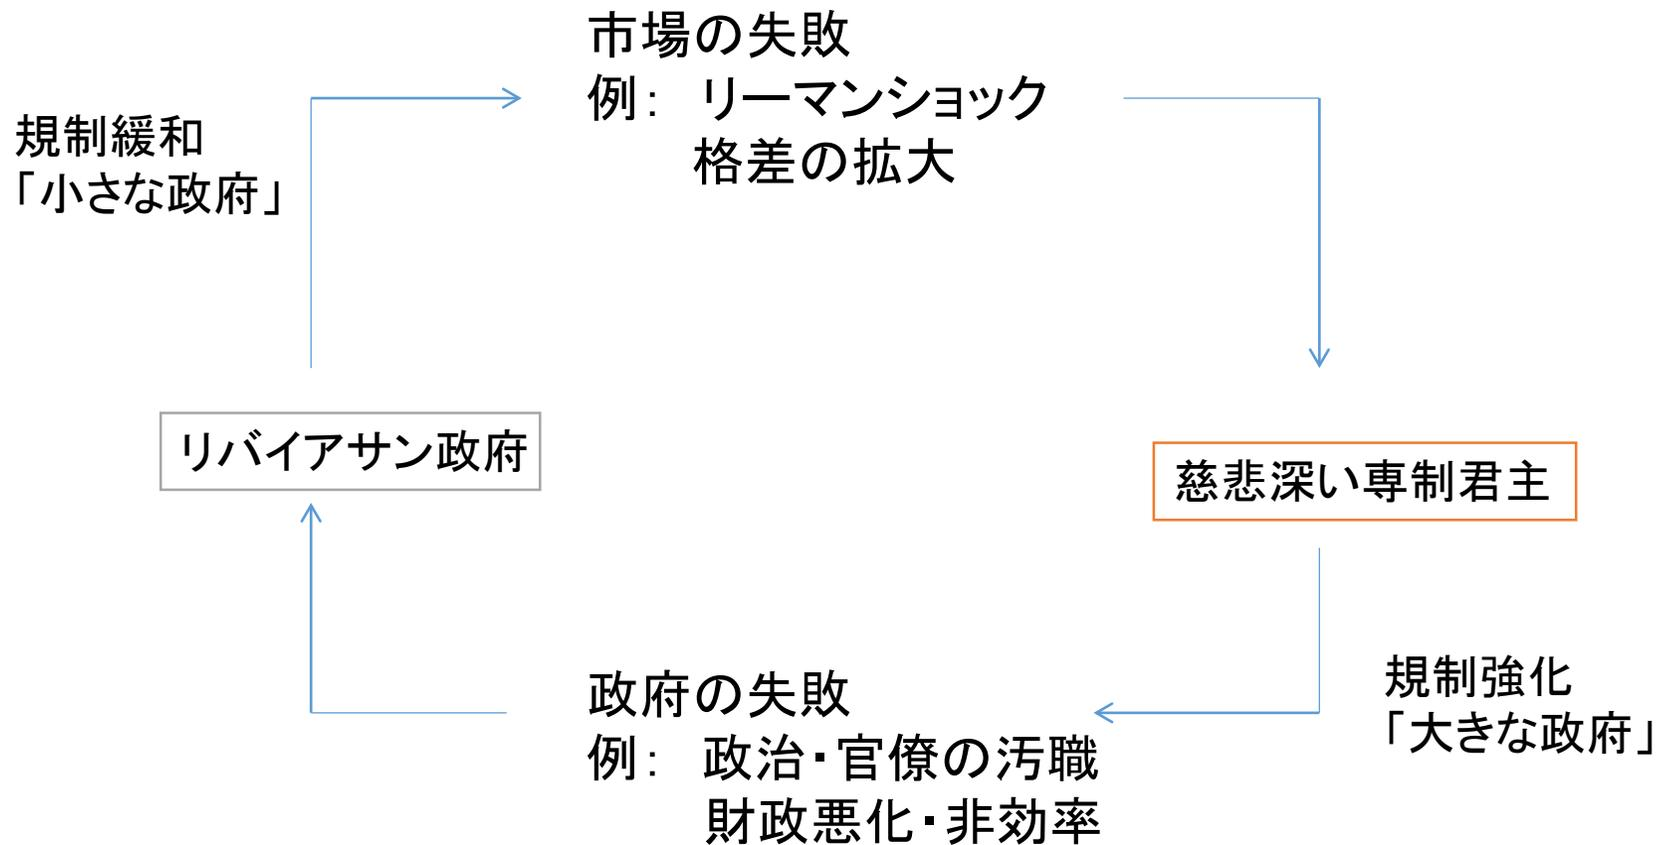 市場の失敗
例： リーマンショック
格差の拡大
規制緩和
「小さな政府」
リバイアサン政府
慈悲深い専制君主
規制強化
「大きな政府」
政府の失敗
例： 政治・官僚の汚職
財政悪化・非効率